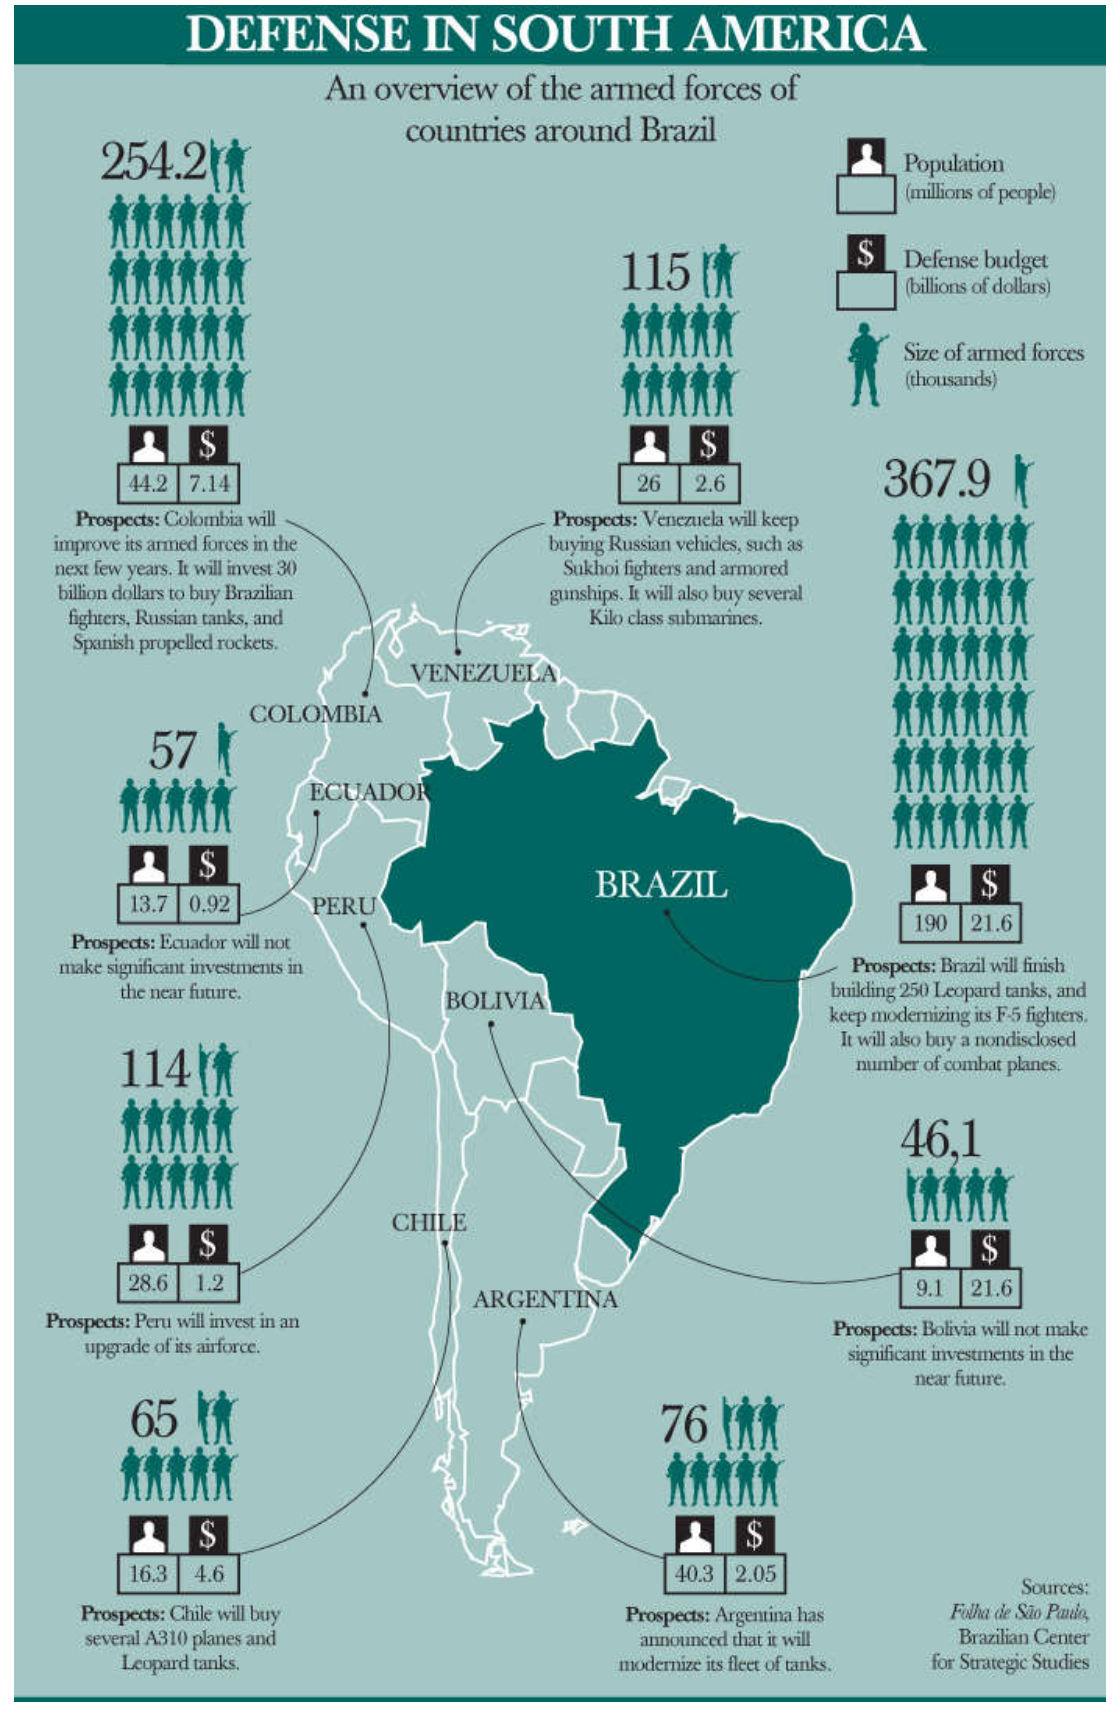 DEFENSE IN SOUTH AMERICA
An overview of the armed forces of
countries around Brazil
Population
(millions of people)
$
Defense budget
(billions of dollars)
Size of armed forces
(thousands)
254.2
$
44.2
7.14
Prospects: Colombia will
improve its armed forces in the
next few years. It will invest 30
billion dollars to buy Brazilian
fighters, Russian tanks, and
Spanish propelled rockets.
115
$
26
2.6
Prospects: Venezuela will keep
buying Russian vehicles, such as
Sukhoi fighters and armored
gunships. It will also buy several
Kilo class submarines.
367.9
$
190
21.6
Prospects: Brazil will finish
building 250 Leopard tanks, and
keep modernizing its F-5 fighters.
It will also buy a nondisclosed
number of combat planes.
VENEZUELA
COLOMBIA
ECUADOR
PERU
BRAZIL
BOLIVIA
CHILE
ARGENTINA
57
$
13.7
0.92
Prospects: Ecuador will not
make significant investments in
the near future.
114
$
28.6
1.2
Prospects: Peru will invest in an
upgrade of its airforce.
46,1
$
9.1
21.6
Prospects: Bolivia will not make
significant investments in the
near future.
65
$
16.3
4.6
Prospects: Chile will buy
several A310 planes and
Leopard tanks.
76
$
40.3
2.05
Prospects: Argentina has
announced that it will
modernize its fleet of tanks.
Sources:
Folha de São Paulo,
Brazilian Center
for Strategic Studies